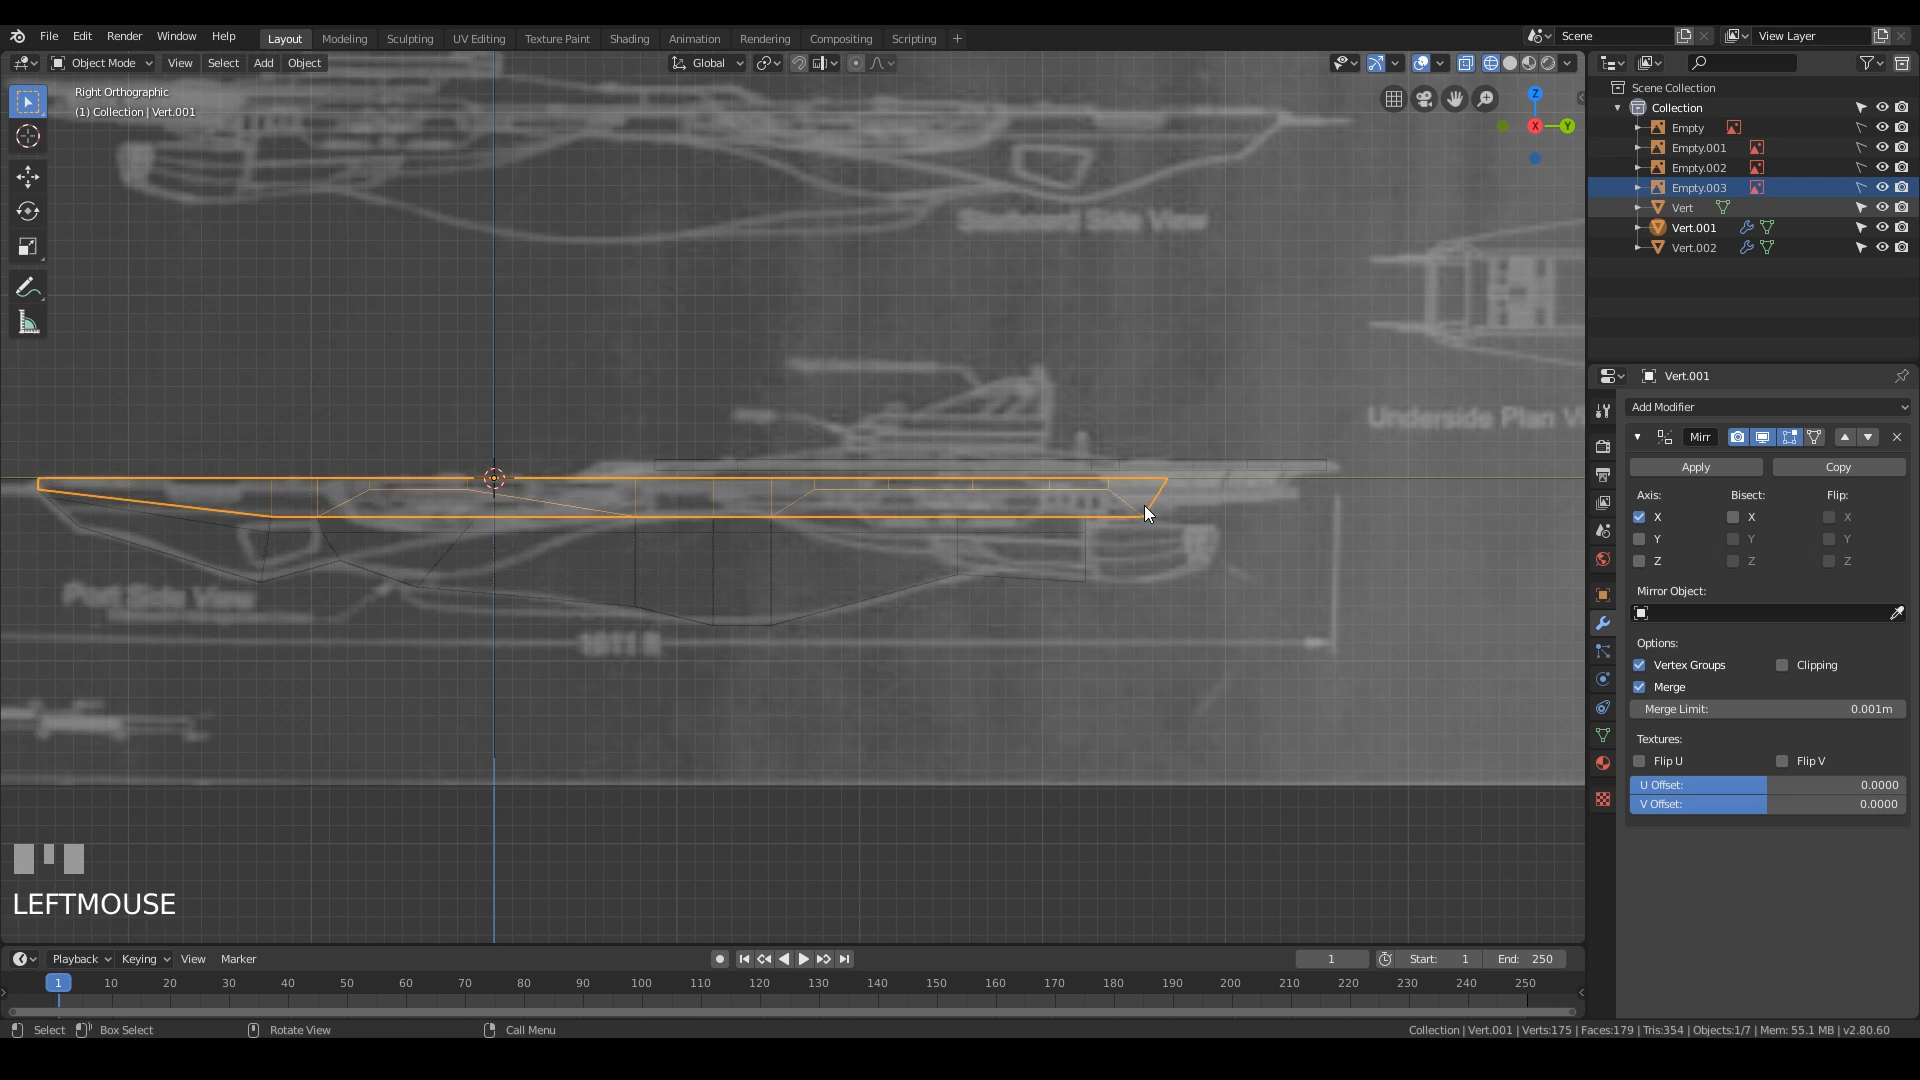 File Edit Render Window Help Layout Modeling Sculpting UV Editing Texture Paint Shading Animation Rendering Compositing Scripting + Scene View Layer
Object Mode View Select Add Object Global
Right Orthographic
(1) Collection | Vert.001
Z
X
Y
Scene Collection
Collection
Empty
Empty.001
Empty.002
Empty.003
Vert
Vert.001
Vert.002
Side View
Underside Plan Vi
Port Side View
Vert.001
Add Modifier
Mirr
Apply Copy
Axis: Bisect: Flip:
X X X
Y Y Y
Z Z Z
Mirror Object:
Options:
Vertex Groups Clipping
Merge
Merge Limit: 0.001m
Textures:
Flip U Flip V
U Offset: 0.0000
V Offset: 0.0000
LEFTMOUSE
Playback Keying View Marker 1 Start: 1 End: 250
1 10 20 30 40 50 60 70 80 90 100 110 120 130 140 150 160 170 180 190 200 210 220 230 240 250
Select Box Select Rotate View Call Menu Collection | Vert.001 | Verts:175 | Faces:179 | Tris:354 | Objects:1/7 | Mem: 55.1 MB | v2.80.60